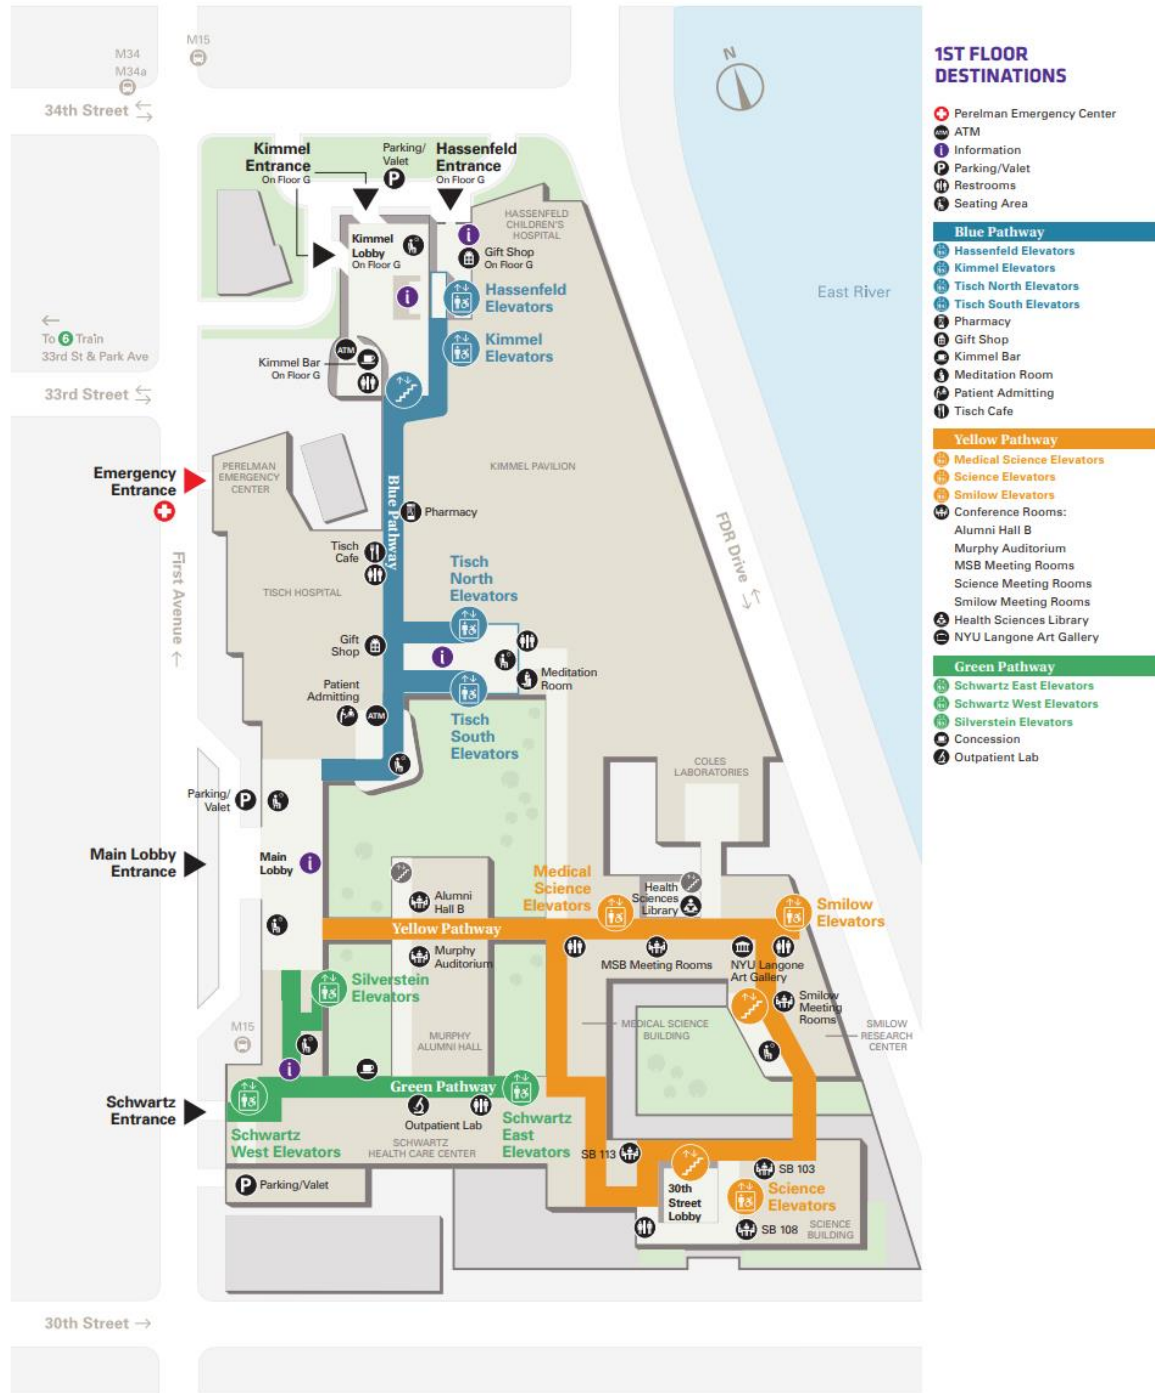 M15
M34
M34a
34th Street
N
Kimmel
Entrance
On Floor G
Parking/
Valet
P
Hassenfeld
Entrance
On Floor G
HASSENFELD
CHILDREN'S
HOSPITAL
Kimmel
Lobby
On Floor G
i
Gift Shop
On Floor G
i
Hassenfeld
Elevators
East River
To 6 Train
33rd St & Park Ave
ATM
Kimmel Bar
On Floor G
Kimmel
Elevators
33rd Street
Emergency
Entrance
PERELMAN
EMERGENCY
CENTER
KIMMEL PAVILION
Blue Pathway
Pharmacy
FDR Drive
First Avenue
Tisch
Cafe
Tisch
North
Elevators
TISCH HOSPITAL
Gift
Shop
i
Meditation
Room
Patient
Admitting
ATM
Tisch
South
Elevators
COLES
LABORATORIES
Parking/
Valet
P
Main Lobby
Entrance
Main
Lobby
i
Alumni
Hall B
Medical
Science
Elevators
Health
Sciences
Library
Smilow
Elevators
Yellow Pathway
Murphy
Auditorium
MSB Meeting Rooms
NYU Langone
Art Gallery
Silverstein
Elevators
Smilow
Meeting
Rooms
M15
MURPHY
ALUMNI HALL
MEDICAL SCIENCE
BUILDING
SMILOW
RESEARCH
CENTER
i
Green Pathway
Schwartz
Entrance
Outpatient Lab
Schwartz
West Elevators
SCHWARTZ
HEALTH CARE CENTER
Schwartz
East
Elevators
SB 113
SB 103
P Parking/Valet
30th
Street
Lobby
Science
Elevators
SB 108
SCIENCE
BUILDING
30th Street
1ST FLOOR
DESTINATIONS
Perelman Emergency Center
ATM ATM
i Information
P Parking/Valet
Restrooms
Seating Area
Blue Pathway
Hassenfeld Elevators
Kimmel Elevators
Tisch North Elevators
Tisch South Elevators
Pharmacy
Gift Shop
Kimmel Bar
Meditation Room
Patient Admitting
Tisch Cafe
Yellow Pathway
Medical Science Elevators
Science Elevators
Smilow Elevators
Conference Rooms:
Alumni Hall B
Murphy Auditorium
MSB Meeting Rooms
Science Meeting Rooms
Smilow Meeting Rooms
Health Sciences Library
NYU Langone Art Gallery
Green Pathway
Schwartz East Elevators
Schwartz West Elevators
Silverstein Elevators
Concession
Outpatient Lab